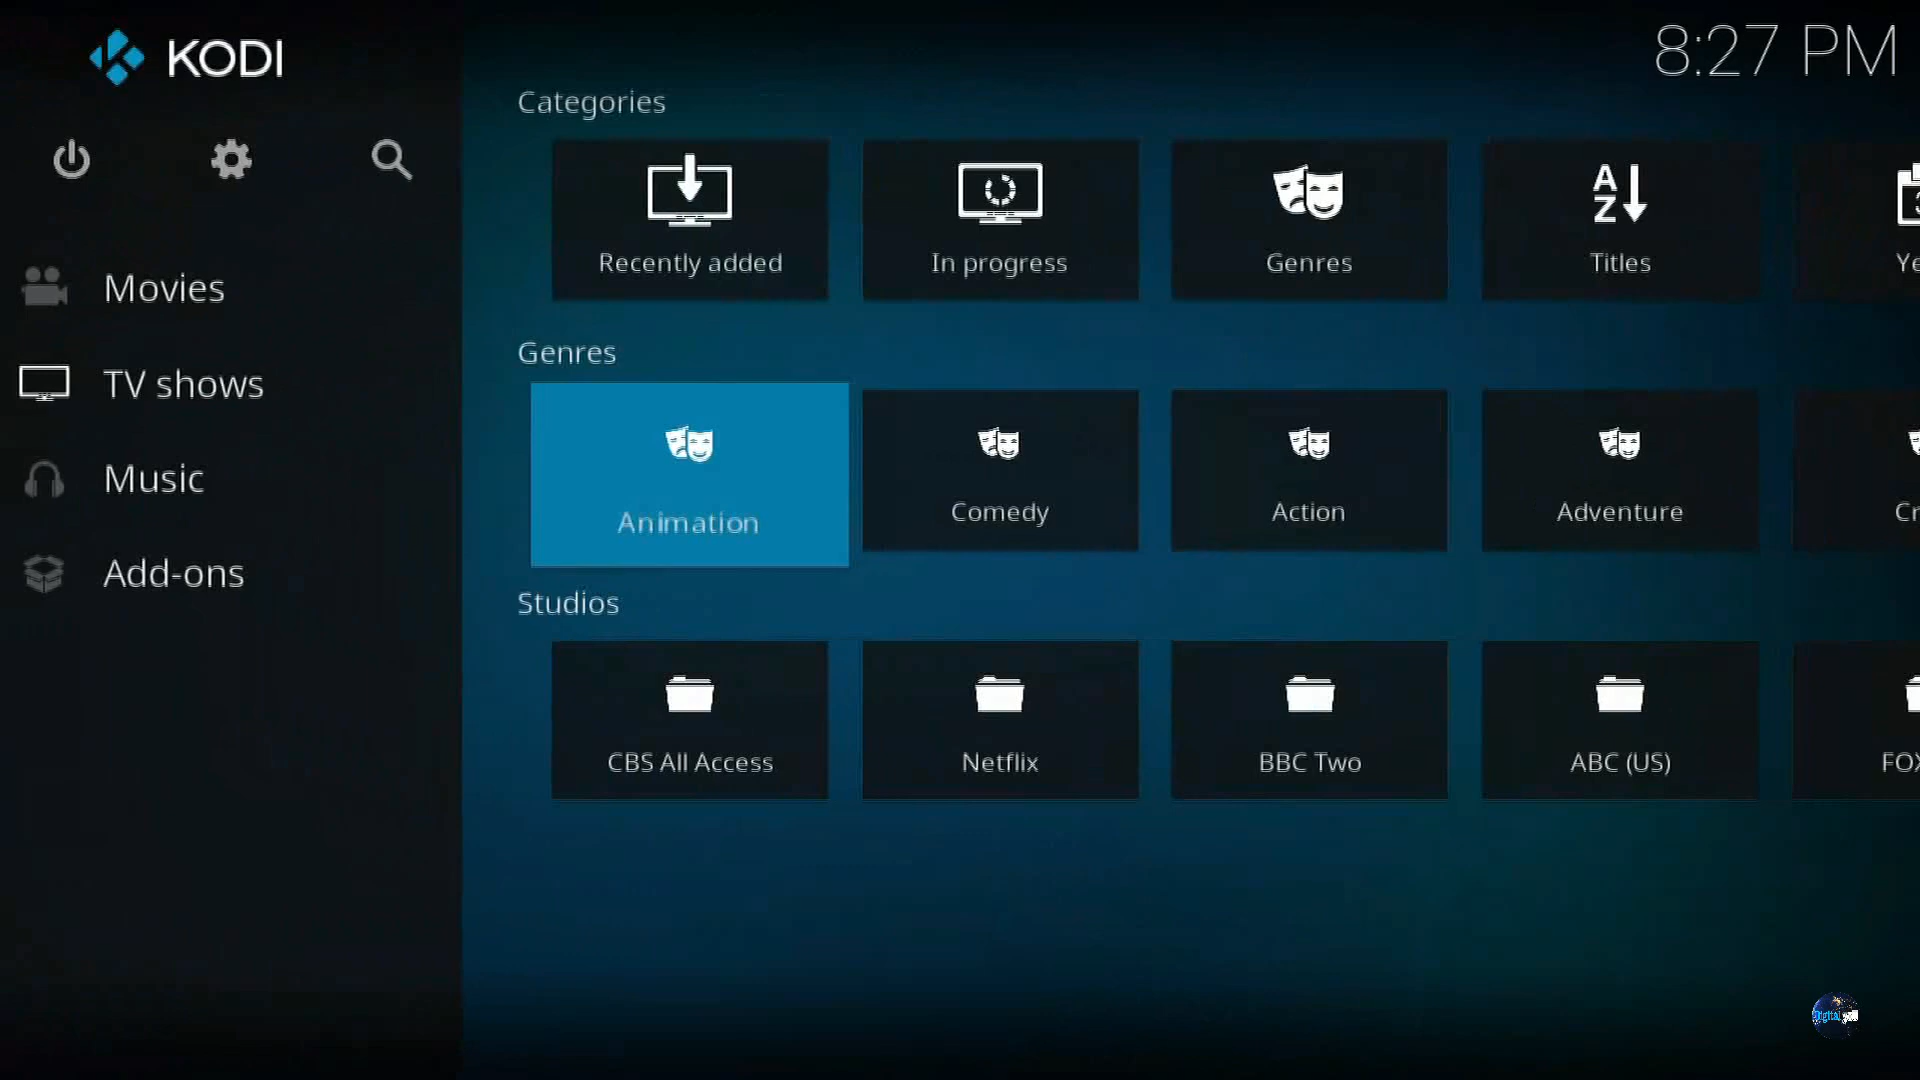 KODI
8:27 PM
Categories
Recently added
In progress
Genres
A
Z
Titles
Movies
TV shows
Music
Add-ons
Genres
Animation
Comedy
Action
Adventure
Studios
CBS All Access
Netflix
BBC Two
ABC (US)
FOX